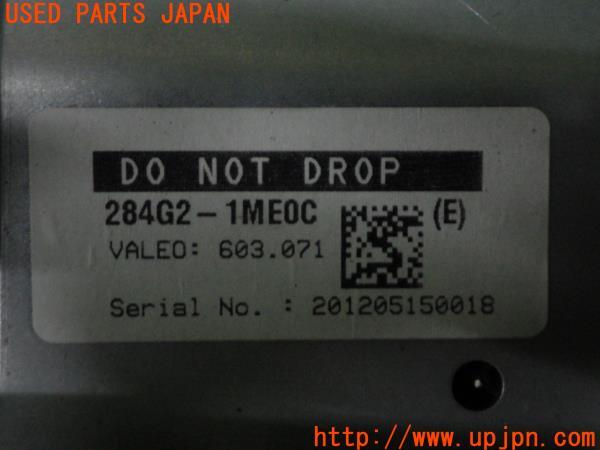 USED PARTS JAPAN
DO NOT DROP
284G2-1ME0C (E)
VALEO: 603.071
Serial No. : 201205150018
http://www.upjpn.com